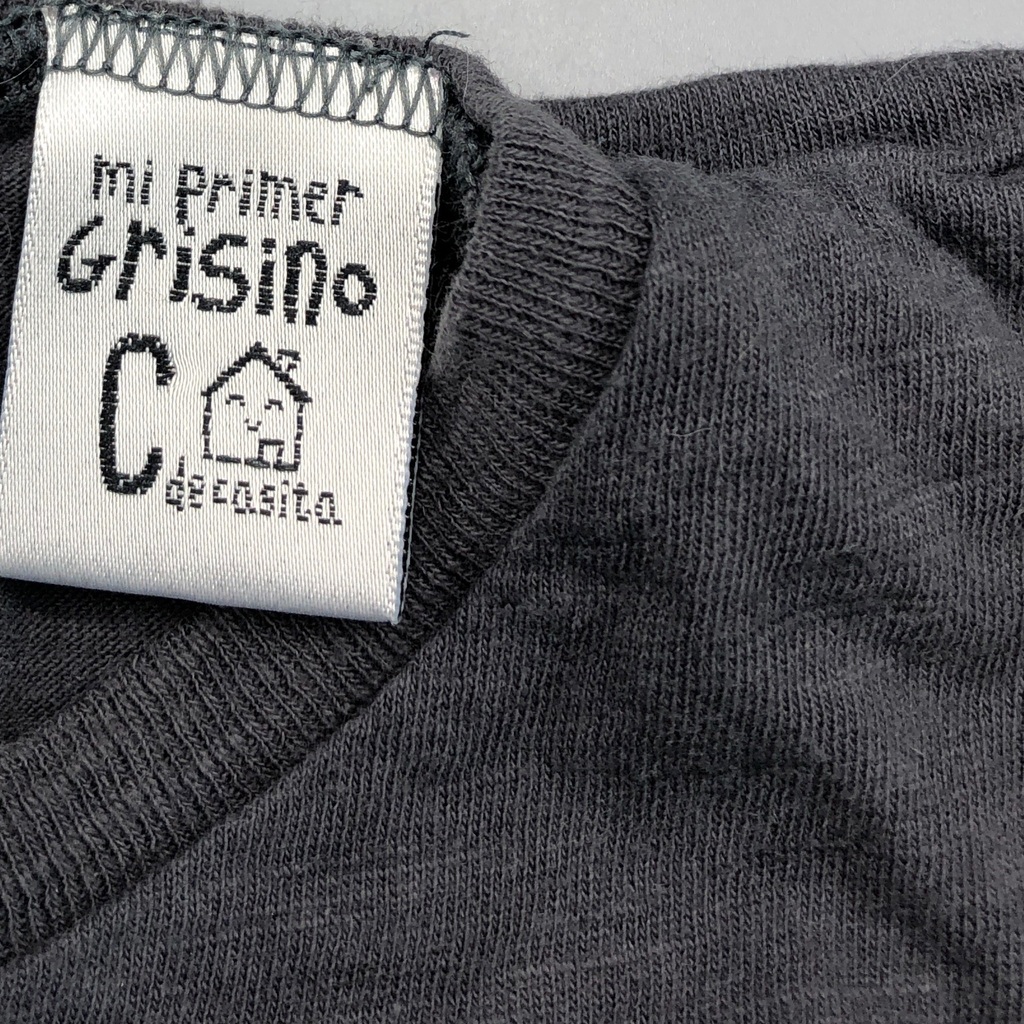 mi primer
Grisino
C
de casita